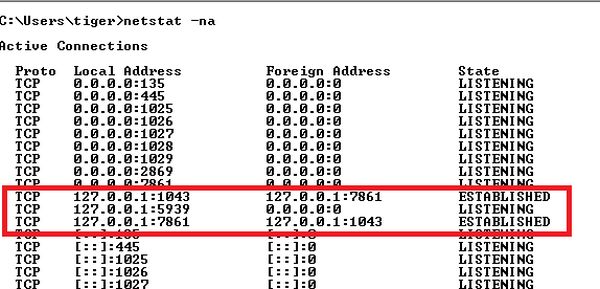 C:\Users\tiger>netstat -na
Active Connections
Proto Local Address Foreign Address State
TCP 0.0.0.0:135 0.0.0.0:0 LISTENING
TCP 0.0.0.0:445 0.0.0.0:0 LISTENING
TCP 0.0.0.0:1025 0.0.0.0:0 LISTENING
TCP 0.0.0.0:1026 0.0.0.0:0 LISTENING
TCP 0.0.0.0:1027 0.0.0.0:0 LISTENING
TCP 0.0.0.0:1028 0.0.0.0:0 LISTENING
TCP 0.0.0.0:1029 0.0.0.0:0 LISTENING
TCP 0.0.0.0:2869 0.0.0.0:0 LISTENING
TCP 0.0.0.0:7861 0.0.0.0:0 LISTENING
TCP 127.0.0.1:1043 127.0.0.1:7861 ESTABLISHED
TCP 127.0.0.1:5939 0.0.0.0:0 LISTENING
TCP 127.0.0.1:7861 127.0.0.1:1043 ESTABLISHED
TCP [::]:135 [::]:0 LISTENING
TCP [::]:445 [::]:0 LISTENING
TCP [::]:1025 [::]:0 LISTENING
TCP [::]:1026 [::]:0 LISTENING
TCP [::]:1027 [::]:0 LISTENING